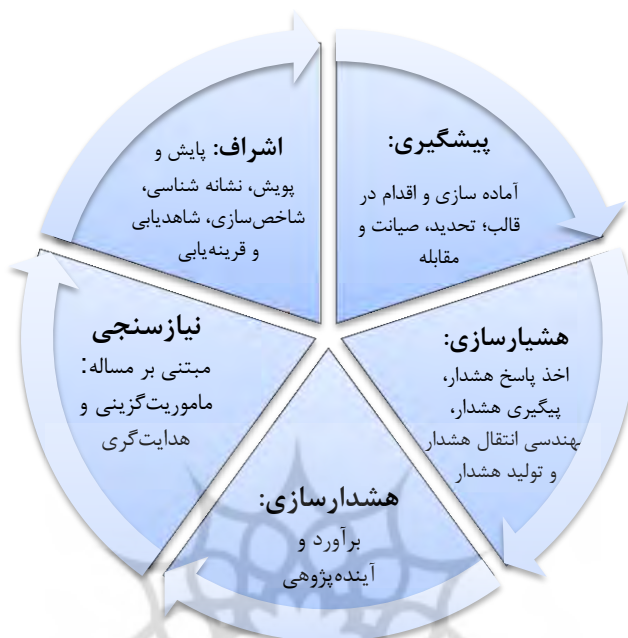 پیشگیری:
آماده سازی و اقدام در
قالب؛ تحدید، صیانت و
مقابله
هشیارسازی:
اخذ پاسخ هشدار،
پیگیری هشدار،
مهندسی انتقال هشدار
و تولید هشدار
هشدارسازی:
برآورد و
آینده‌پژوهی
نیازسنجی
مبتنی بر مساله:
ماموریت‌گزینی و
هدایت‌گری
اشراف: پایش و
پویش، نشانه شناسی،
شاخص‌سازی، شاهدیابی
و قرینه‌یابی